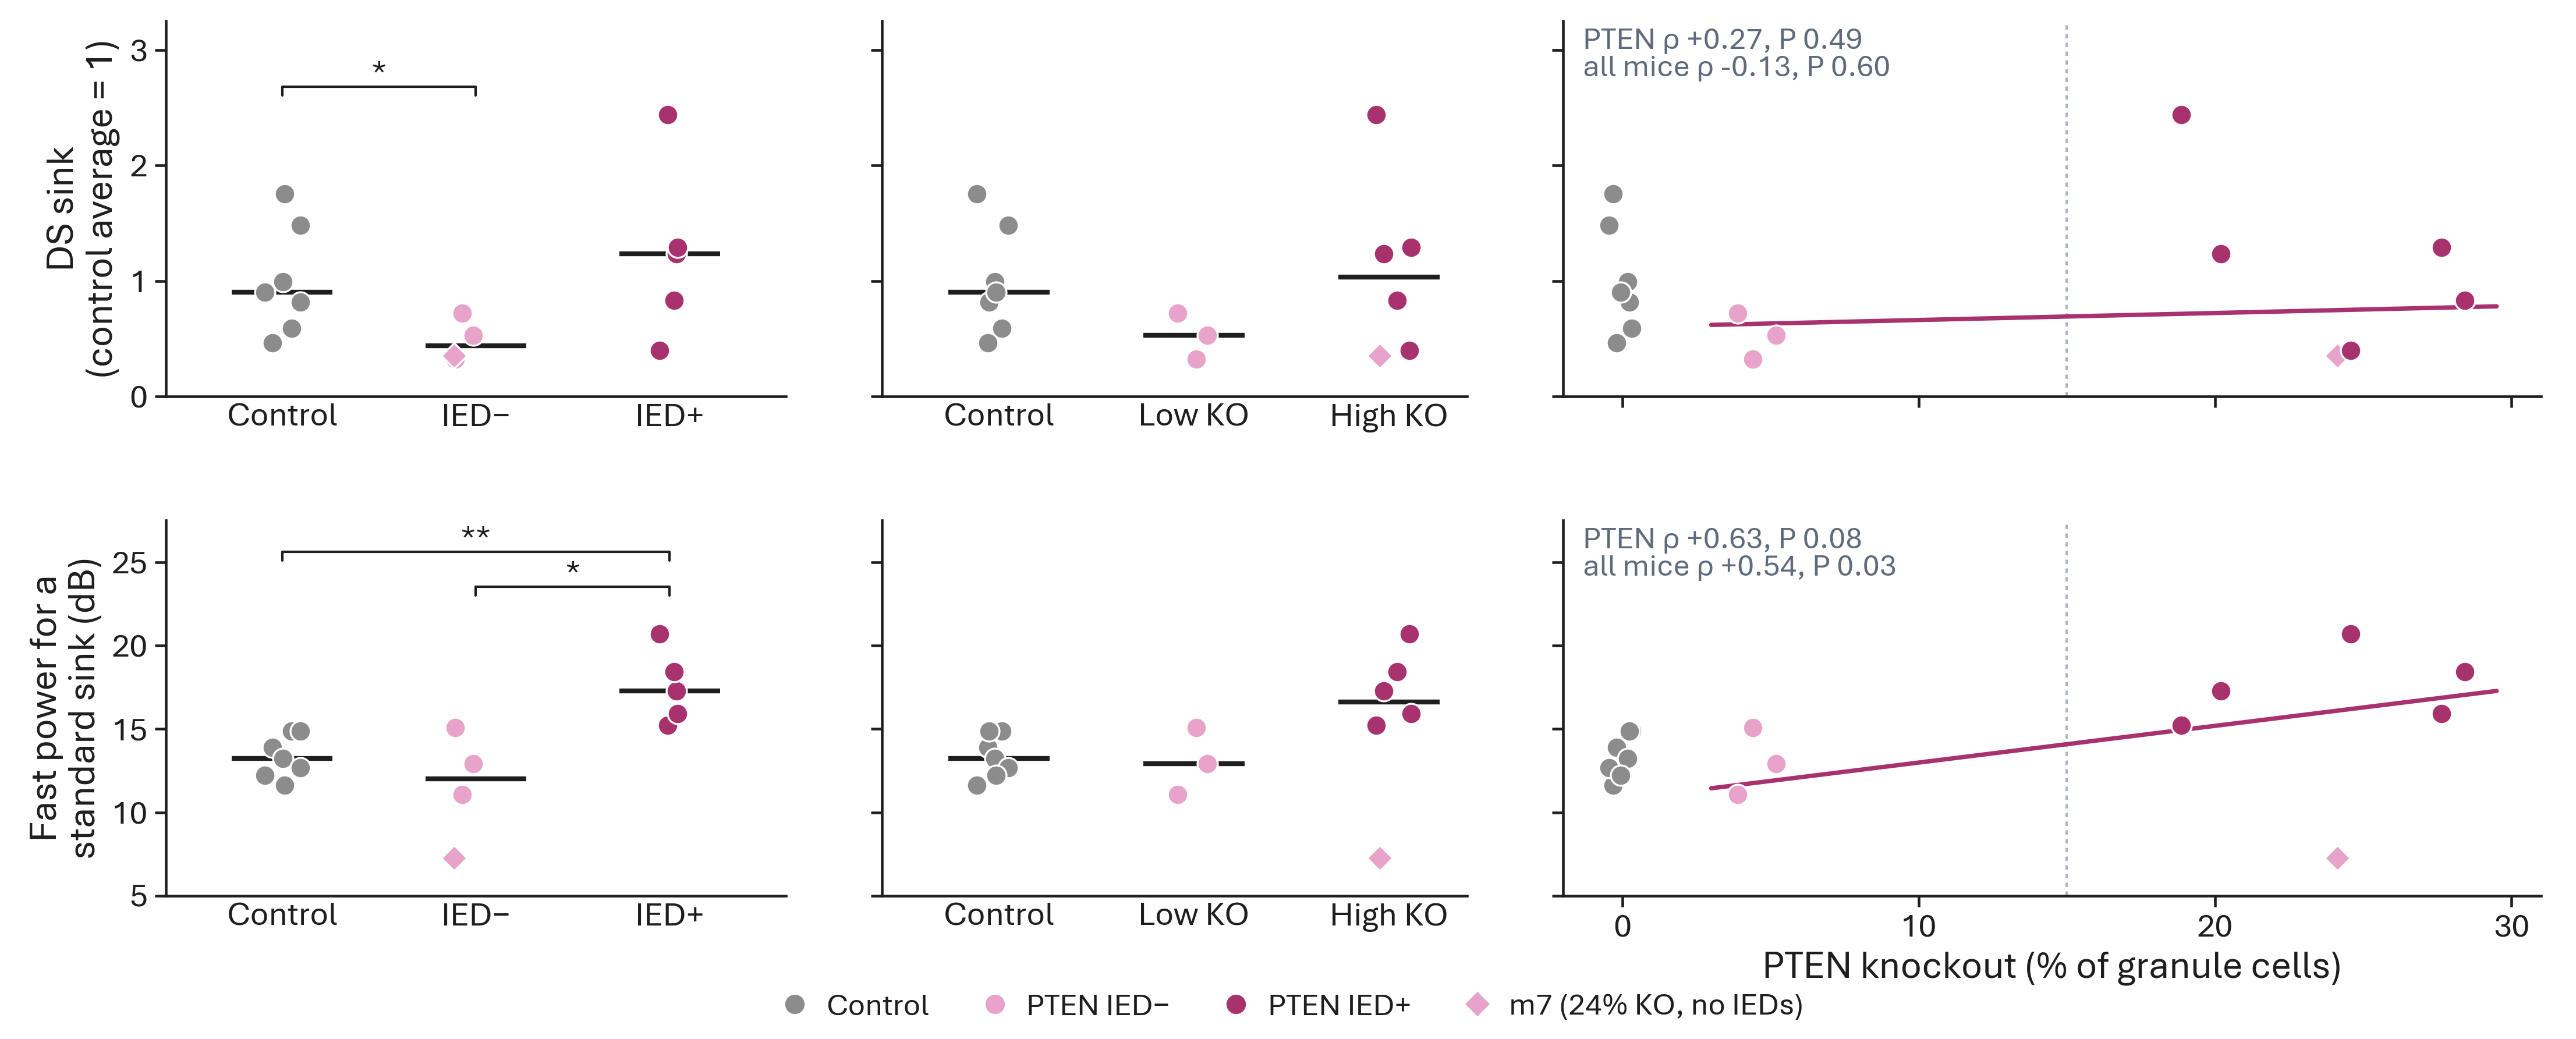 DS sink
(control average = 1)
3
2
1
0
*
Control
IED−
IED+
Control
Low KO
High KO
PTEN ρ +0.27, P 0.49
all mice ρ -0.13, P 0.60
Fast power for a
standard sink (dB)
25
20
15
10
5
**
*
Control
IED−
IED+
Control
Low KO
High KO
PTEN ρ +0.63, P 0.08
all mice ρ +0.54, P 0.03
0
10
20
30
PTEN knockout (% of granule cells)
Control
PTEN IED−
PTEN IED+
m7 (24% KO, no IEDs)